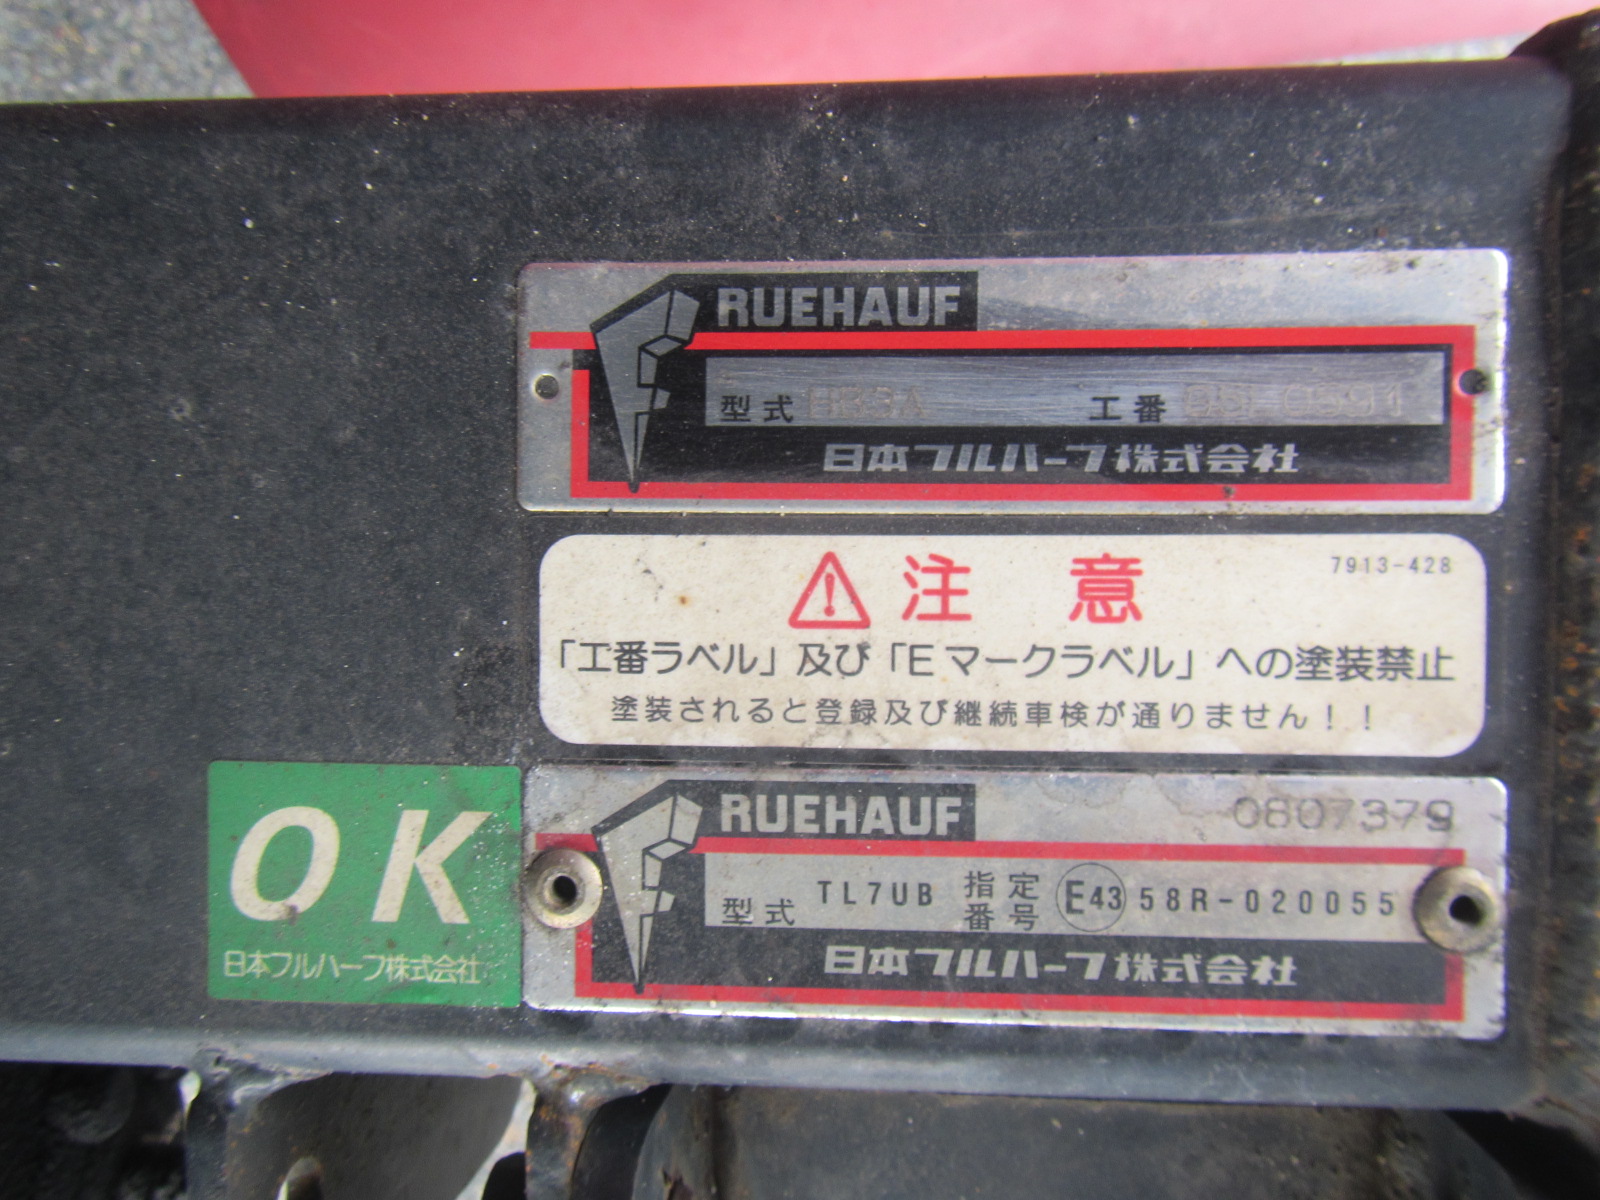 FRUEHAUF
型式 HB3A 工番
日本フルハーフ株式会社
注意
7913-428
「工番ラベル」及び「Eマークラベル」への塗装禁止
塗装されると登録及び継続車検が通りません!!
OK
日本フルハーフ株式会社
FRUEHAUF
0807379
型式 TL7UB 指定番号 E43 58R-020055
日本フルハーフ株式会社